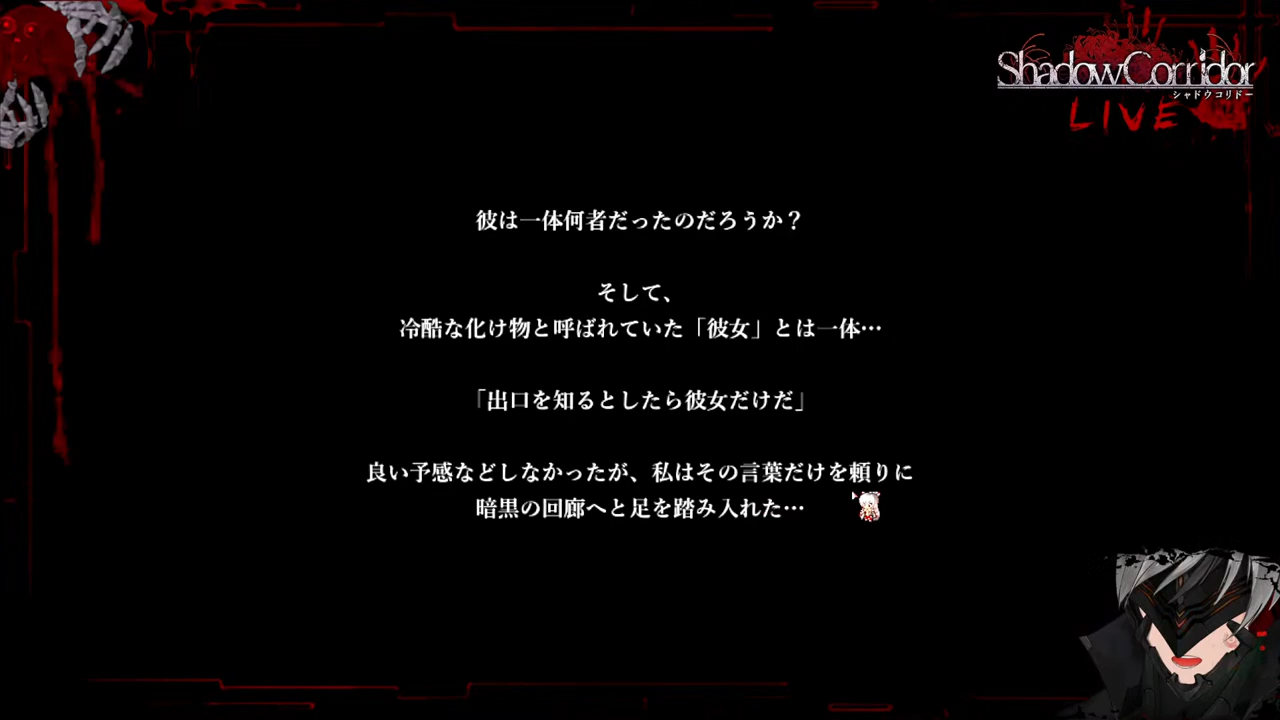 Shadow Corridor
シャドウコリドー
LIVE
彼は一体何者だったのだろうか？
そして、
冷酷な化け物と呼ばれていた「彼女」とは一体…
「出口を知るとしたら彼女だけだ」
良い予感などしなかったが、私はその言葉だけを頼りに
暗黒の回廊へと足を踏み入れた…